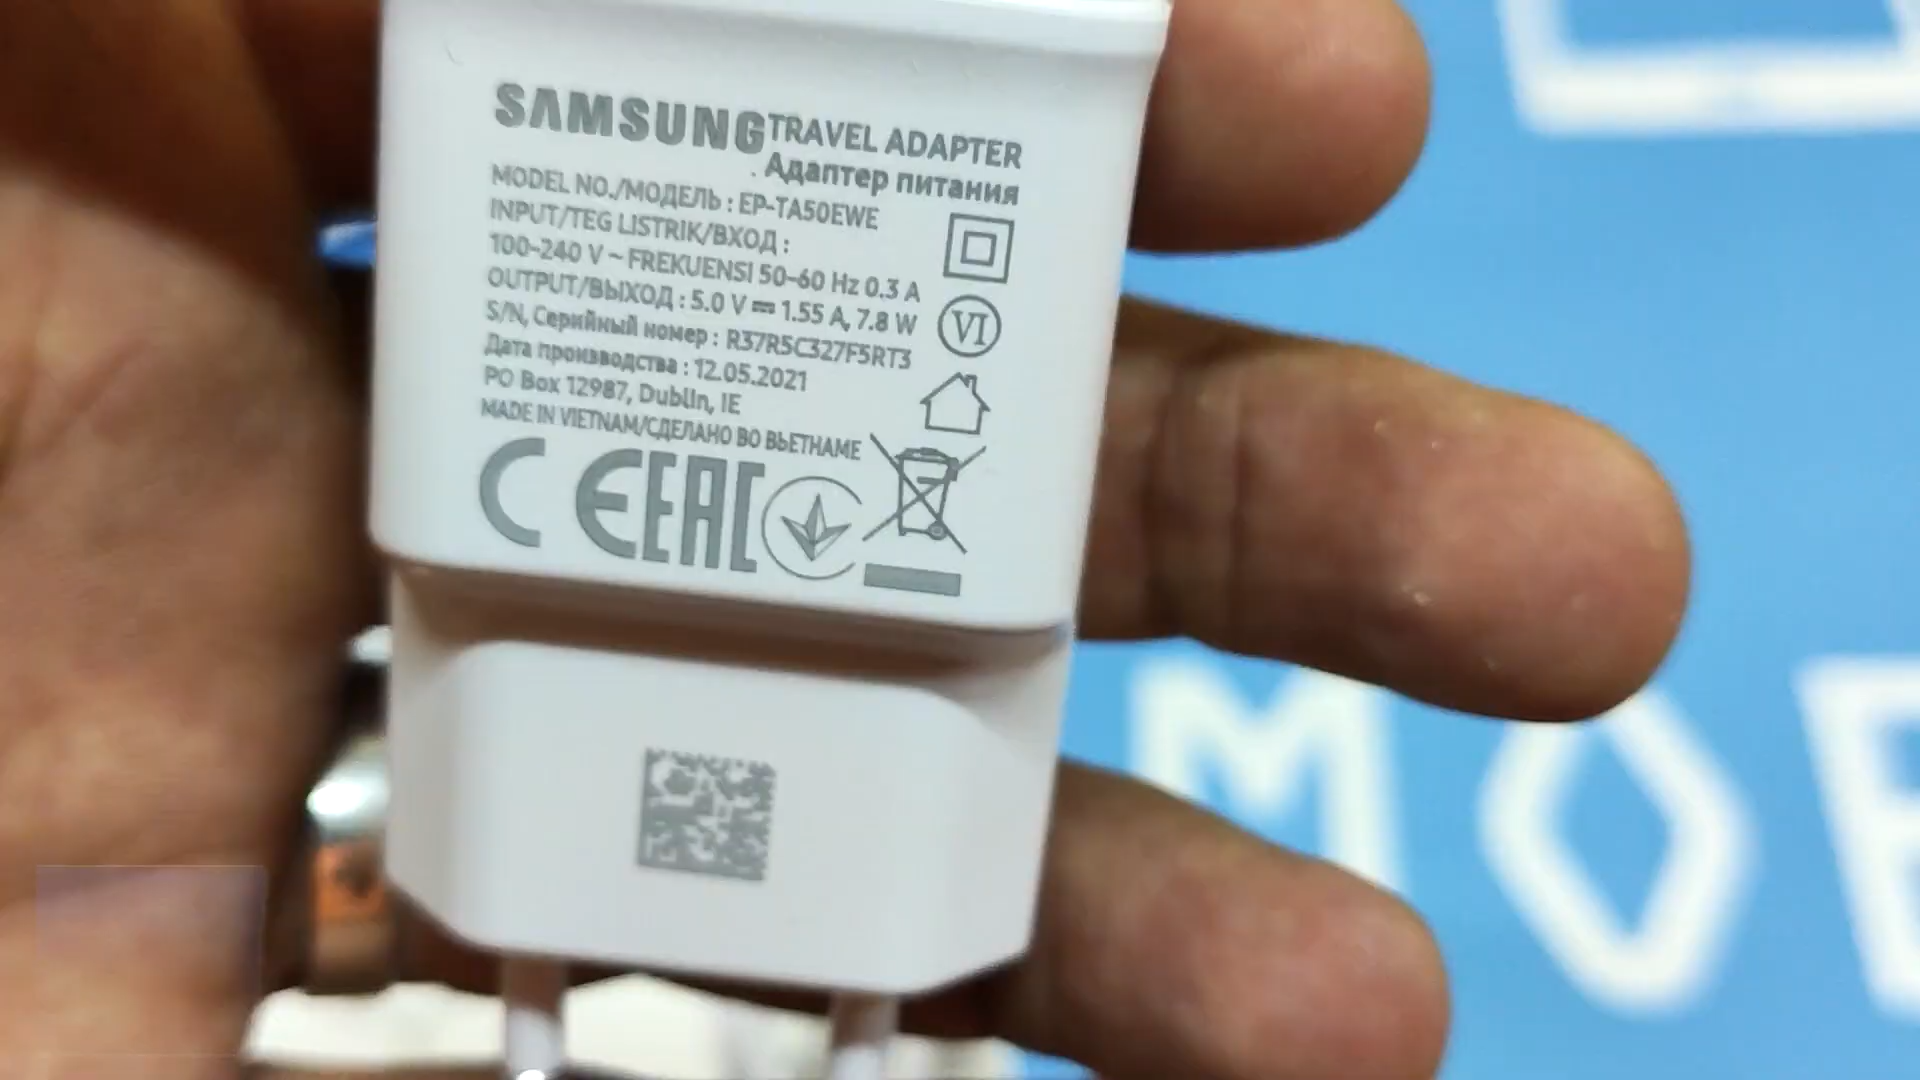 SAMSUNG TRAVEL ADAPTER
Адаптер питания
MODEL NO./МОДЕЛЬ : EP-TA50EWE
INPUT/TEG LISTRIK/ВХОД :
100-240 V ~ FREKUENSI 50-60 Hz 0.3 A
OUTPUT/ВЫХОД : 5.0 V ⎓ 1.55 A, 7.8 W
S/N, Серийный номер : R37R5C327F5RT3
Дата производства : 12.05.2021
PO Box 12987, Dublin, IE
MADE IN VIETNAM/СДЕЛАНО ВО ВЬЕТНАМЕ
VI
CE EAC